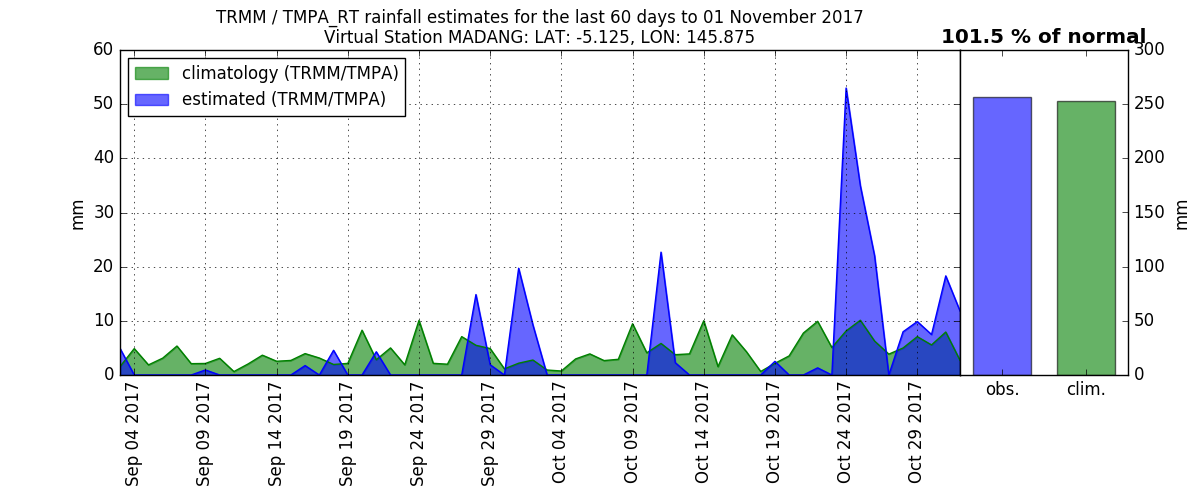 TRMM / TMPA_RT rainfall estimates for the last 60 days to 01 November 2017
Virtual Station MADANG: LAT: -5.125, LON: 145.875
101.5 % of normal
climatology (TRMM/TMPA)
estimated (TRMM/TMPA)
60
50
40
30
20
10
0
mm
Sep 04 2017
Sep 09 2017
Sep 14 2017
Sep 19 2017
Sep 24 2017
Sep 29 2017
Oct 04 2017
Oct 09 2017
Oct 14 2017
Oct 19 2017
Oct 24 2017
Oct 29 2017
obs.
clim.
300
250
200
150
100
50
0
mm